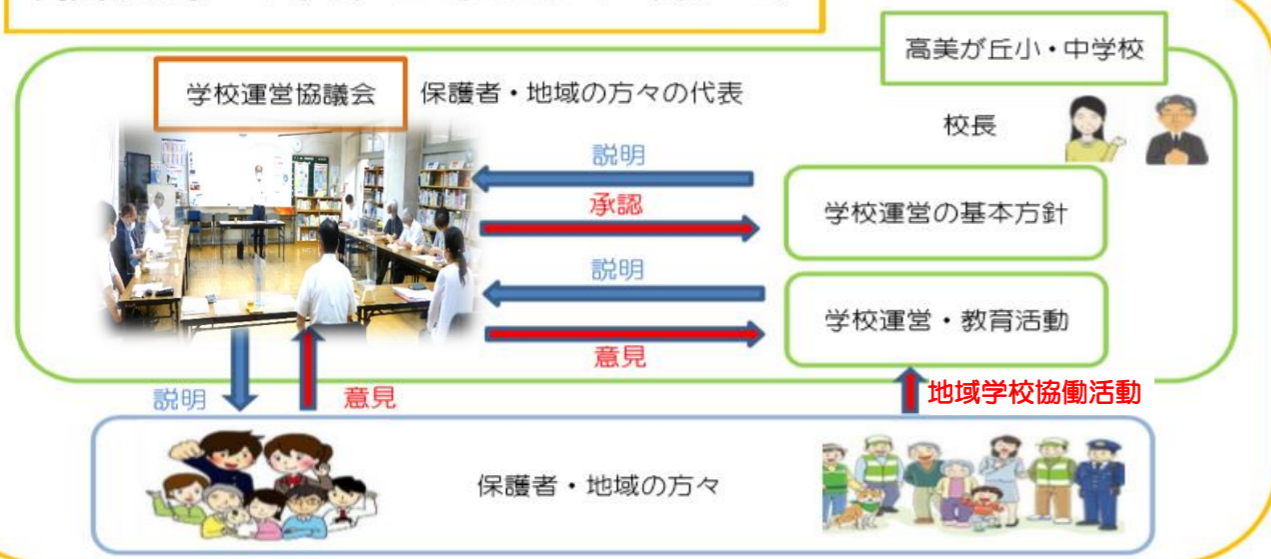 高美が丘小・中学校
学校運営協議会
保護者・地域の方々の代表
校長
説明
承認
学校運営の基本方針
説明
意見
学校運営・教育活動
説明
意見
地域学校協働活動
保護者・地域の方々